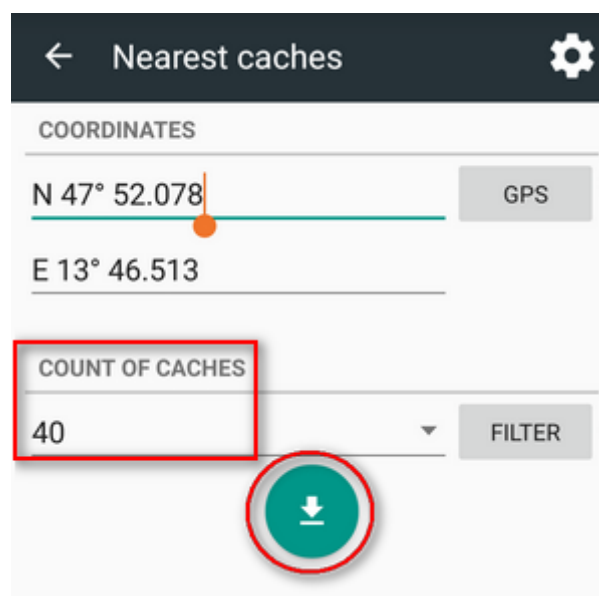 Nearest caches
COORDINATES
N 47° 52.078
GPS
E 13° 46.513
COUNT OF CACHES
40
FILTER